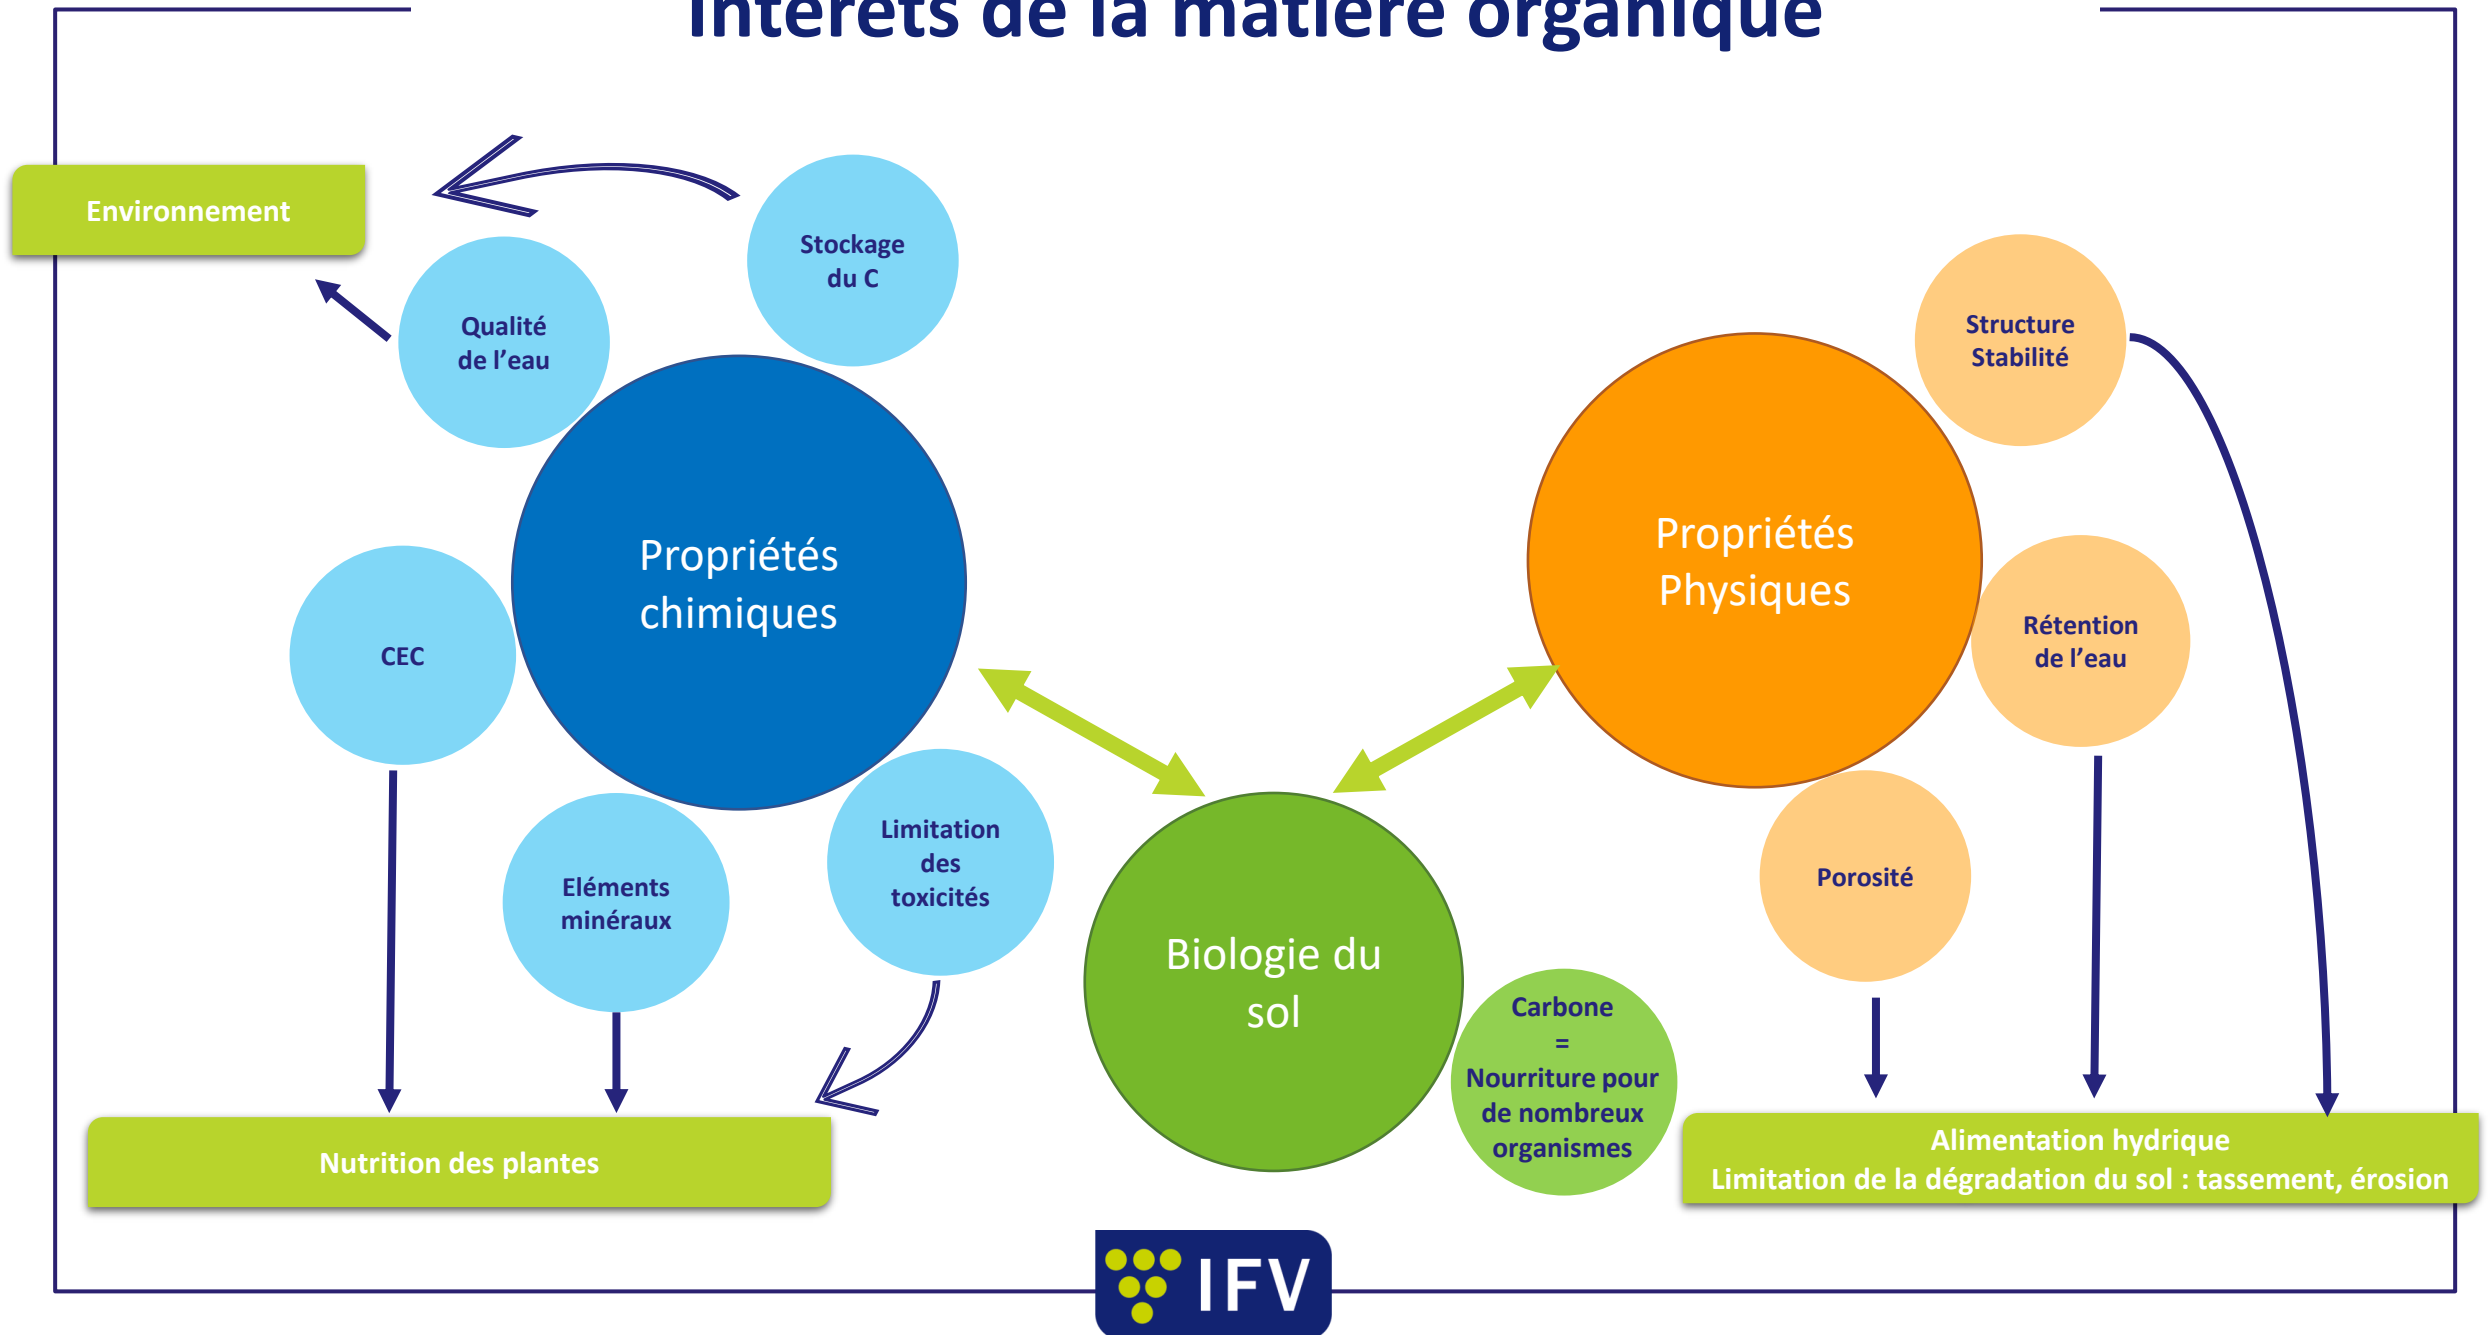 Intérêts de la matière organique
Environnement
Stockage
du C
Qualité
de l’eau
Structure
Stabilité
Propriétés
chimiques
Propriétés
Physiques
CEC
Rétention
de l’eau
Eléments
minéraux
Limitation
des
toxicités
Porosité
Biologie du
sol
Carbone
=
Nourriture pour
de nombreux
organismes
Nutrition des plantes
Alimentation hydrique
Limitation de la dégradation du sol : tassement, érosion
IFV